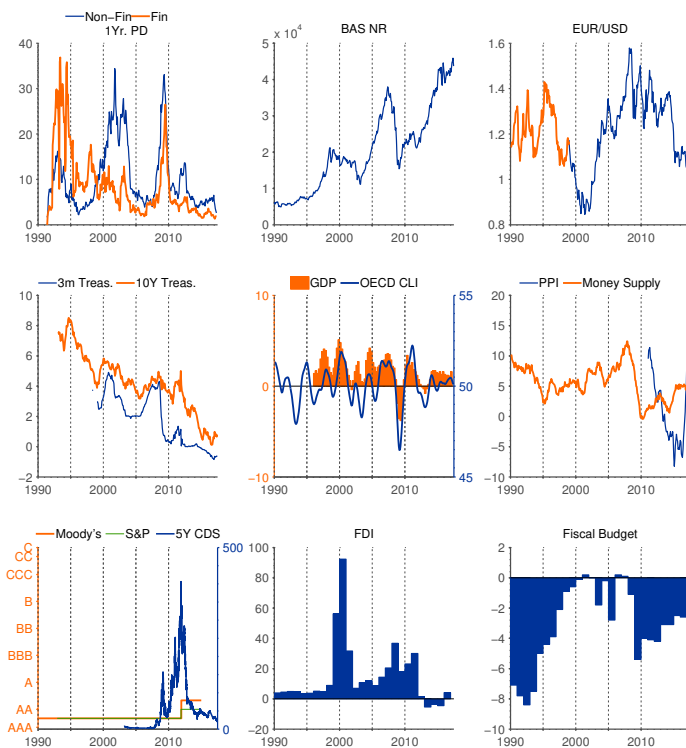 Non−Fin Fin
1Yr. PD
40
30
20
10
0
1990 2000 2010
BAS NR
x 10^4
5
4
3
2
1
0
1990 2000 2010
EUR/USD
1.6
1.4
1.2
1
0.8
1990 2000 2010
3m Treas. 10Y Treas.
10
8
6
4
2
0
−2
1990 2000 2010
GDP OECD CLI
10
0
−10
55
50
45
1990 2000 2010
PPI Money Supply
20
15
10
5
0
−5
−10
1990 2000 2010
Moody's S&P 5Y CDS
C
CC
CCC
B
BB
BBB
A
AA
AAA
500
0
1990 2000 2010
FDI
100
80
60
40
20
0
−20
1990 2000 2010
Fiscal Budget
2
0
−2
−4
−6
−8
−10
1990 2000 2010